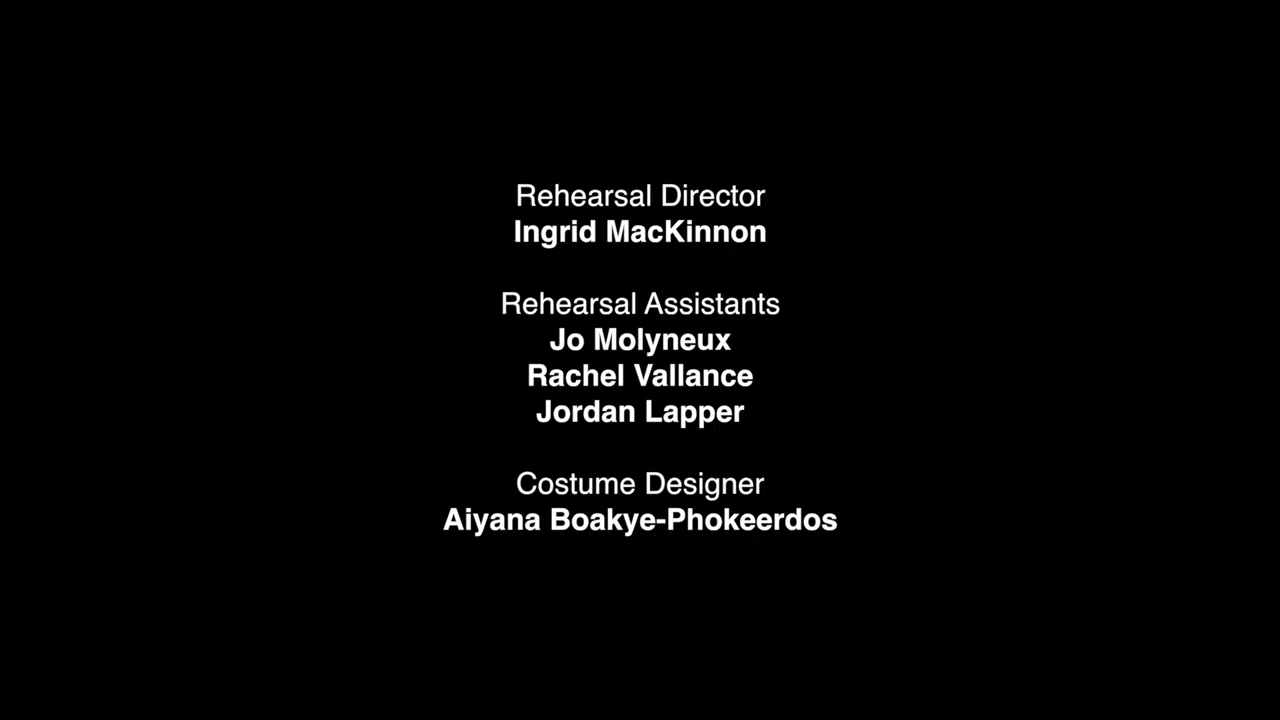 Rehearsal Director
Ingrid MacKinnon
Rehearsal Assistants
Jo Molyneux
Rachel Vallance
Jordan Lapper
Costume Designer
Aiyana Boakye-Phokeerdos